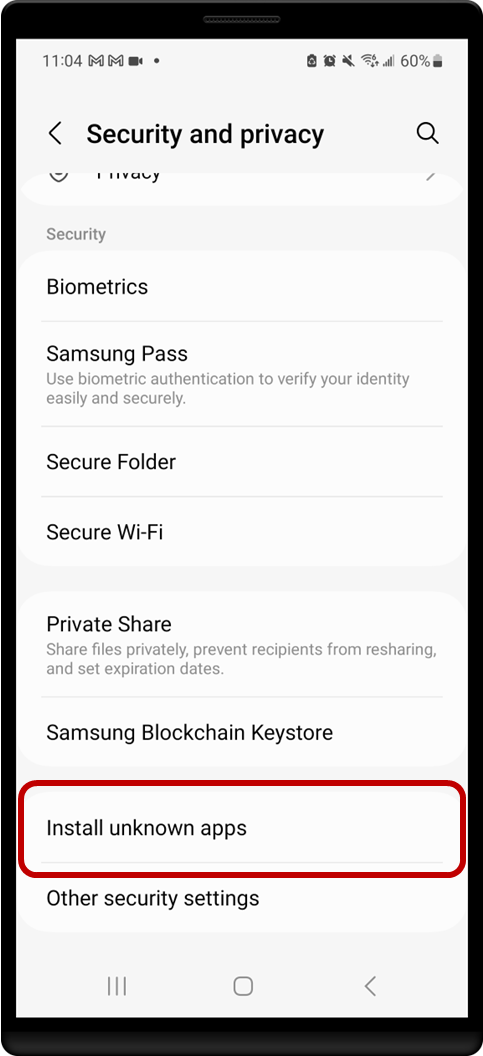 11:04 60%
Security and privacy
Privacy
Security
Biometrics
Samsung Pass
Use biometric authentication to verify your identity
easily and securely.
Secure Folder
Secure Wi-Fi
Private Share
Share files privately, prevent recipients from resharing,
and set expiration dates.
Samsung Blockchain Keystore
Install unknown apps
Other security settings